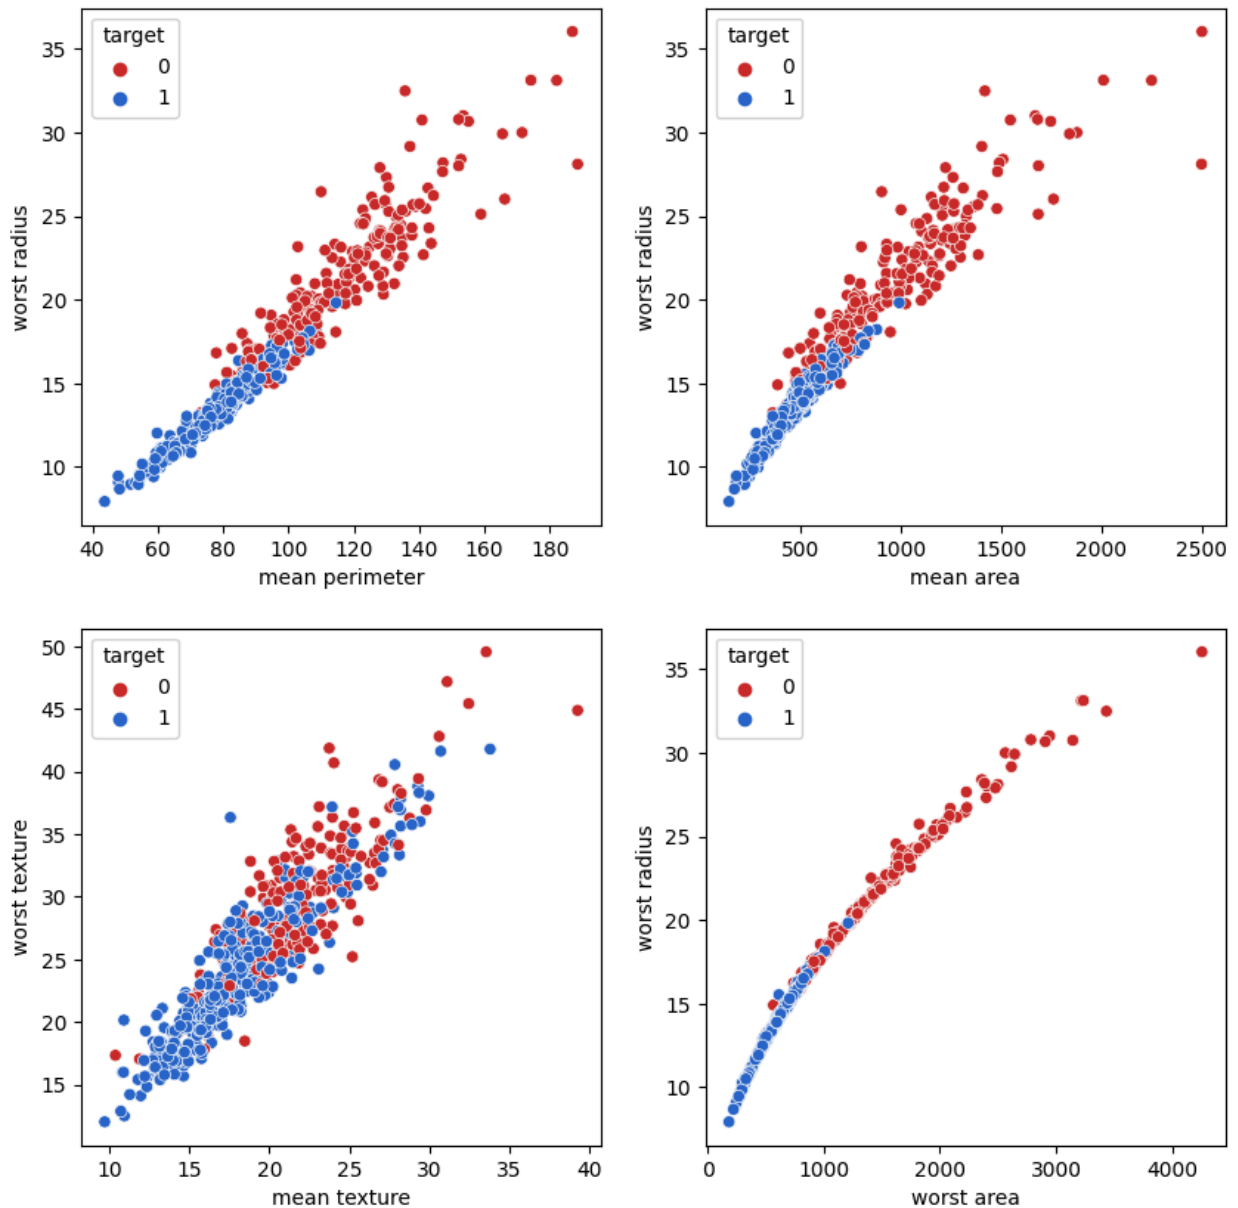 target
0
1
35
30
25
20
15
10
worst radius
40 60 80 100 120 140 160 180
mean perimeter
target
0
1
35
30
25
20
15
10
worst radius
500 1000 1500 2000 2500
mean area
target
0
1
50
45
40
35
30
25
20
15
worst texture
10 15 20 25 30 35 40
mean texture
target
0
1
35
30
25
20
15
10
worst radius
0 1000 2000 3000 4000
worst area